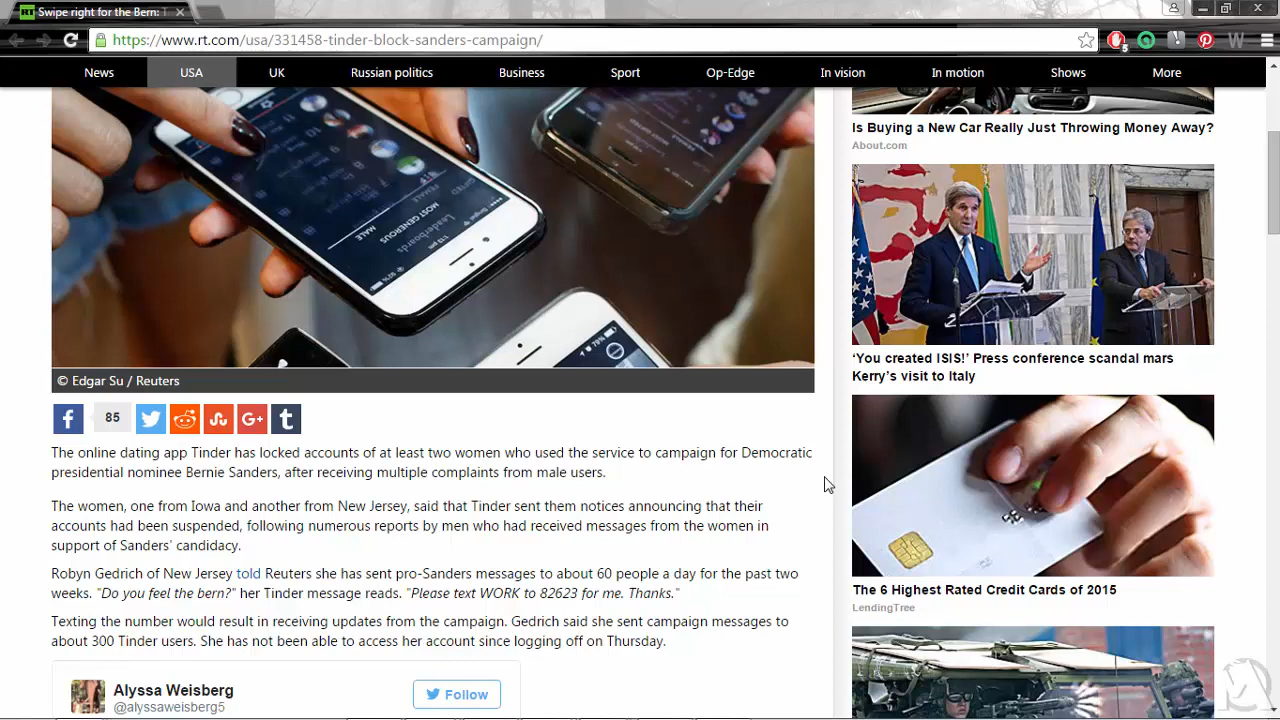 RT Swipe right for the Bern: T
https://www.rt.com/usa/331458-tinder-block-sanders-campaign/
5
W
News USA UK Russian politics Business Sport Op-Edge In vision In motion Shows More
GIFTED
FEMALE
MOST GENEROUS
MALE
Leaderboards
79%
© Edgar Su / Reuters
85
The online dating app Tinder has locked accounts of at least two women who used the service to campaign for Democratic
presidential nominee Bernie Sanders, after receiving multiple complaints from male users.
The women, one from Iowa and another from New Jersey, said that Tinder sent them notices announcing that their
accounts had been suspended, following numerous reports by men who had received messages from the women in
support of Sanders' candidacy.
Robyn Gedrich of New Jersey told Reuters she has sent pro-Sanders messages to about 60 people a day for the past two
weeks. "Do you feel the bern?" her Tinder message reads. "Please text WORK to 82623 for me. Thanks."
Texting the number would result in receiving updates from the campaign. Gedrich said she sent campaign messages to
about 300 Tinder users. She has not been able to access her account since logging off on Thursday.
Alyssa Weisberg
@alyssaweisberg5
Follow
Is Buying a New Car Really Just Throwing Money Away?
About.com
‘You created ISIS!’ Press conference scandal mars
Kerry’s visit to Italy
The 6 Highest Rated Credit Cards of 2015
LendingTree